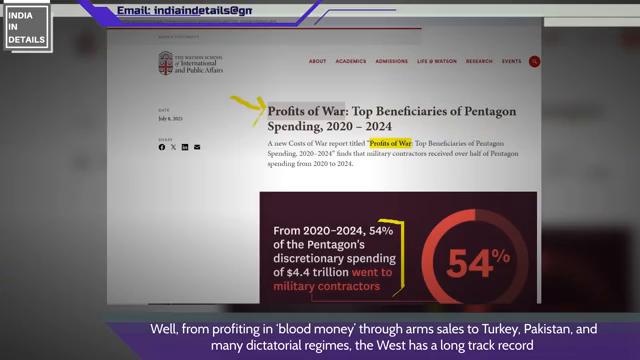 INDIA
IN
DETAILS
Email: indiaindetails@gm
THE WATSON SCHOOL
of International
and Public Affairs
ABOUT ACADEMICS ADMISSIONS LIFE @ WATSON RESEARCH EVENTS
DATE
July 8, 2025
SHARE
Profits of War: Top Beneficiaries of Pentagon
Spending, 2020 – 2024
A new Costs of War report titled "Profits of War: Top Beneficiaries of Pentagon
Spending, 2020–2024" finds that military contractors received over half of Pentagon
spending from 2020 to 2024.
From 2020–2024, 54%
of the Pentagon's
discretionary spending
of $4.4 trillion went to
military contractors
54%
Well, from profiting in 'blood money' through arms sales to Turkey, Pakistan, and
many dictatorial regimes, the West has a long track record